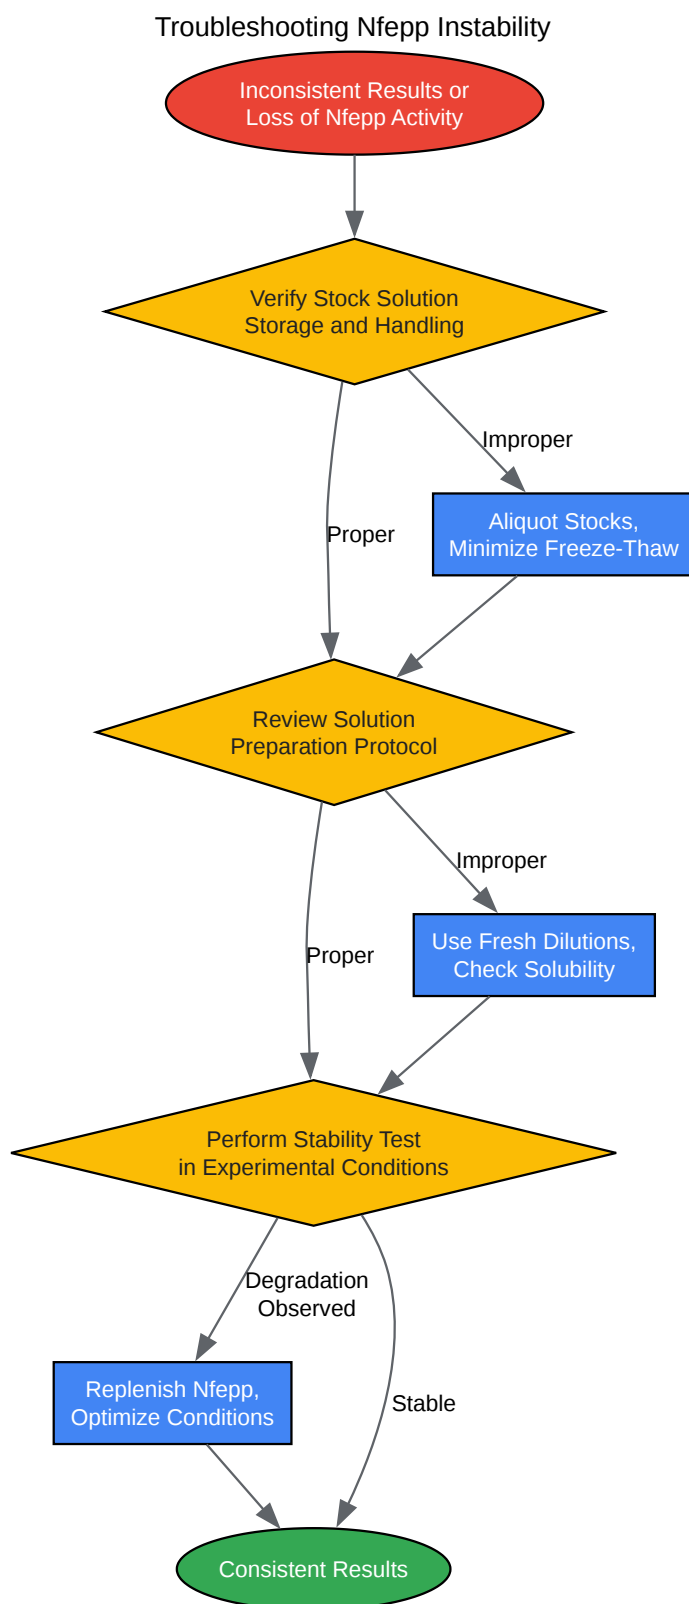 Troubleshooting Nfepp Instability
Inconsistent Results or
Loss of Nfepp Activity
Verify Stock Solution
Storage and Handling
Improper
Proper
Aliquot Stocks,
Minimize Freeze-Thaw
Review Solution
Preparation Protocol
Improper
Proper
Use Fresh Dilutions,
Check Solubility
Perform Stability Test
in Experimental Conditions
Degradation
Observed
Replenish Nfepp,
Optimize Conditions
Stable
Consistent Results